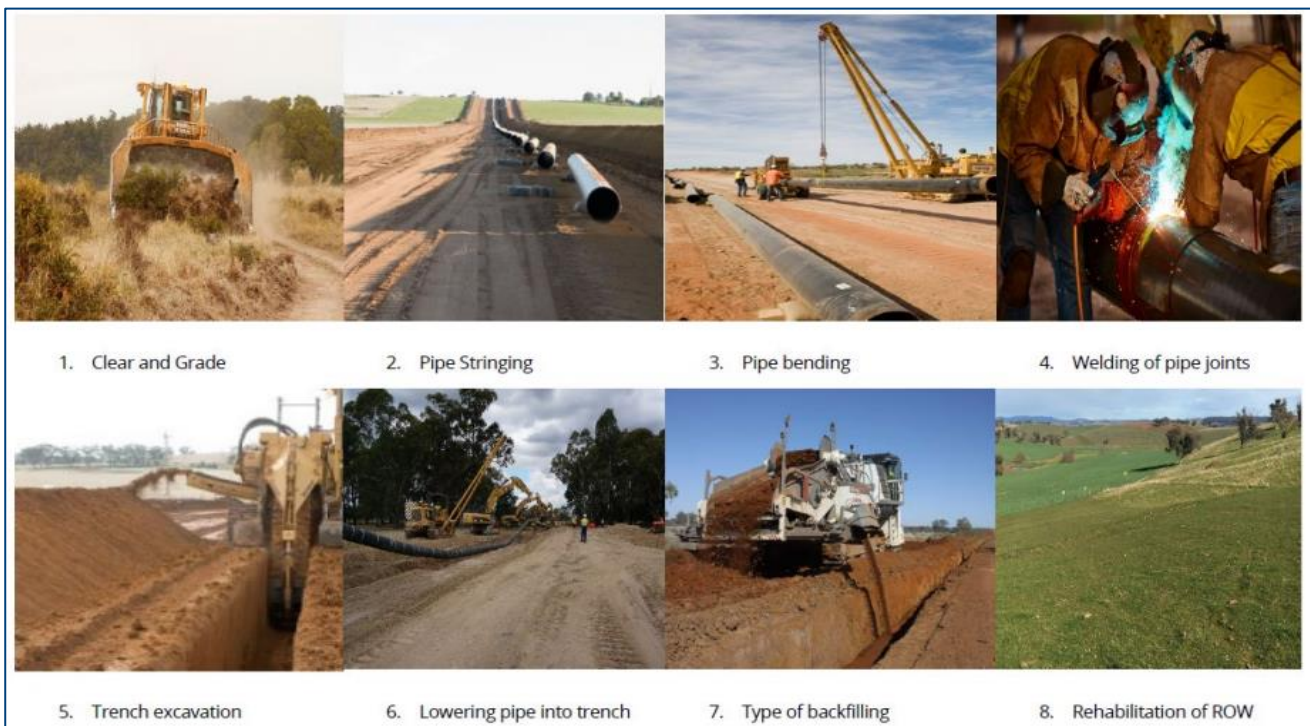 1. Clear and Grade
2. Pipe Stringing
3. Pipe bending
4. Welding of pipe joints
5. Trench excavation
6. Lowering pipe into trench
7. Type of backfilling
8. Rehabilitation of ROW